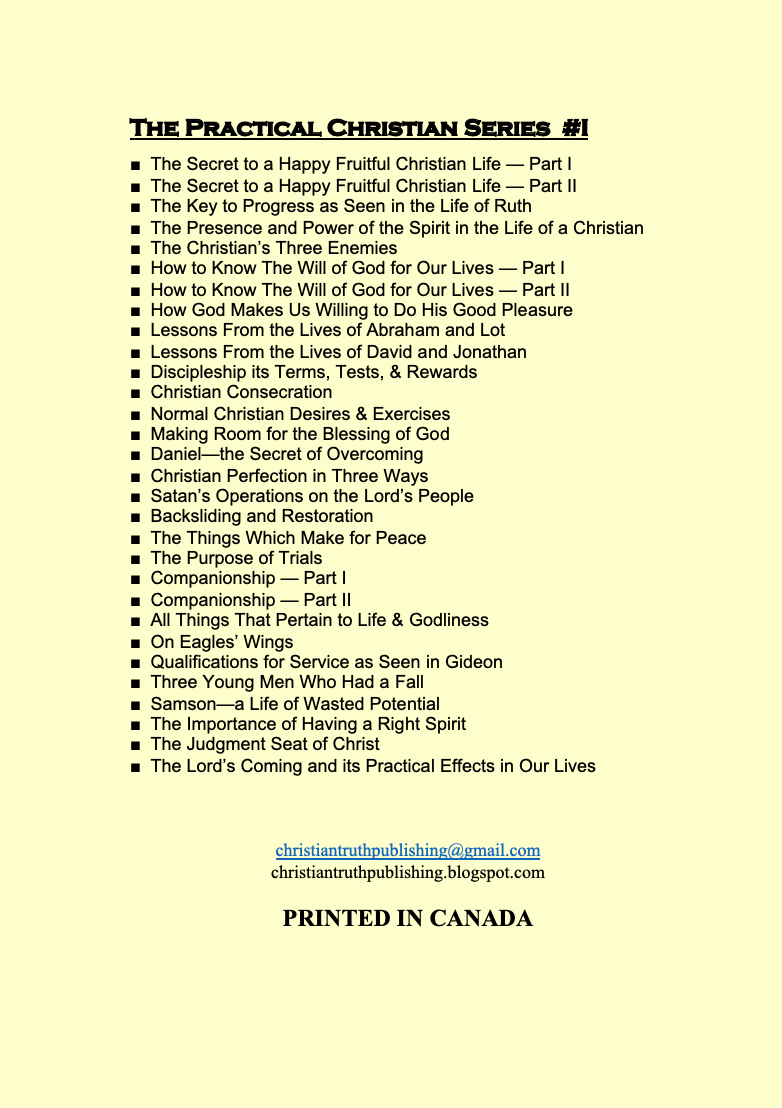 The Practical Christian Series #I
■ The Secret to a Happy Fruitful Christian Life — Part I
■ The Secret to a Happy Fruitful Christian Life — Part II
■ The Key to Progress as Seen in the Life of Ruth
■ The Presence and Power of the Spirit in the Life of a Christian
■ The Christian’s Three Enemies
■ How to Know The Will of God for Our Lives — Part I
■ How to Know The Will of God for Our Lives — Part II
■ How God Makes Us Willing to Do His Good Pleasure
■ Lessons From the Lives of Abraham and Lot
■ Lessons From the Lives of David and Jonathan
■ Discipleship its Terms, Tests, & Rewards
■ Christian Consecration
■ Normal Christian Desires & Exercises
■ Making Room for the Blessing of God
■ Daniel—the Secret of Overcoming
■ Christian Perfection in Three Ways
■ Satan’s Operations on the Lord’s People
■ Backsliding and Restoration
■ The Things Which Make for Peace
■ The Purpose of Trials
■ Companionship — Part I
■ Companionship — Part II
■ All Things That Pertain to Life & Godliness
■ On Eagles’ Wings
■ Qualifications for Service as Seen in Gideon
■ Three Young Men Who Had a Fall
■ Samson—a Life of Wasted Potential
■ The Importance of Having a Right Spirit
■ The Judgment Seat of Christ
■ The Lord’s Coming and its Practical Effects in Our Lives
christiantruthpublishing@gmail.com
christiantruthpublishing.blogspot.com
PRINTED IN CANADA